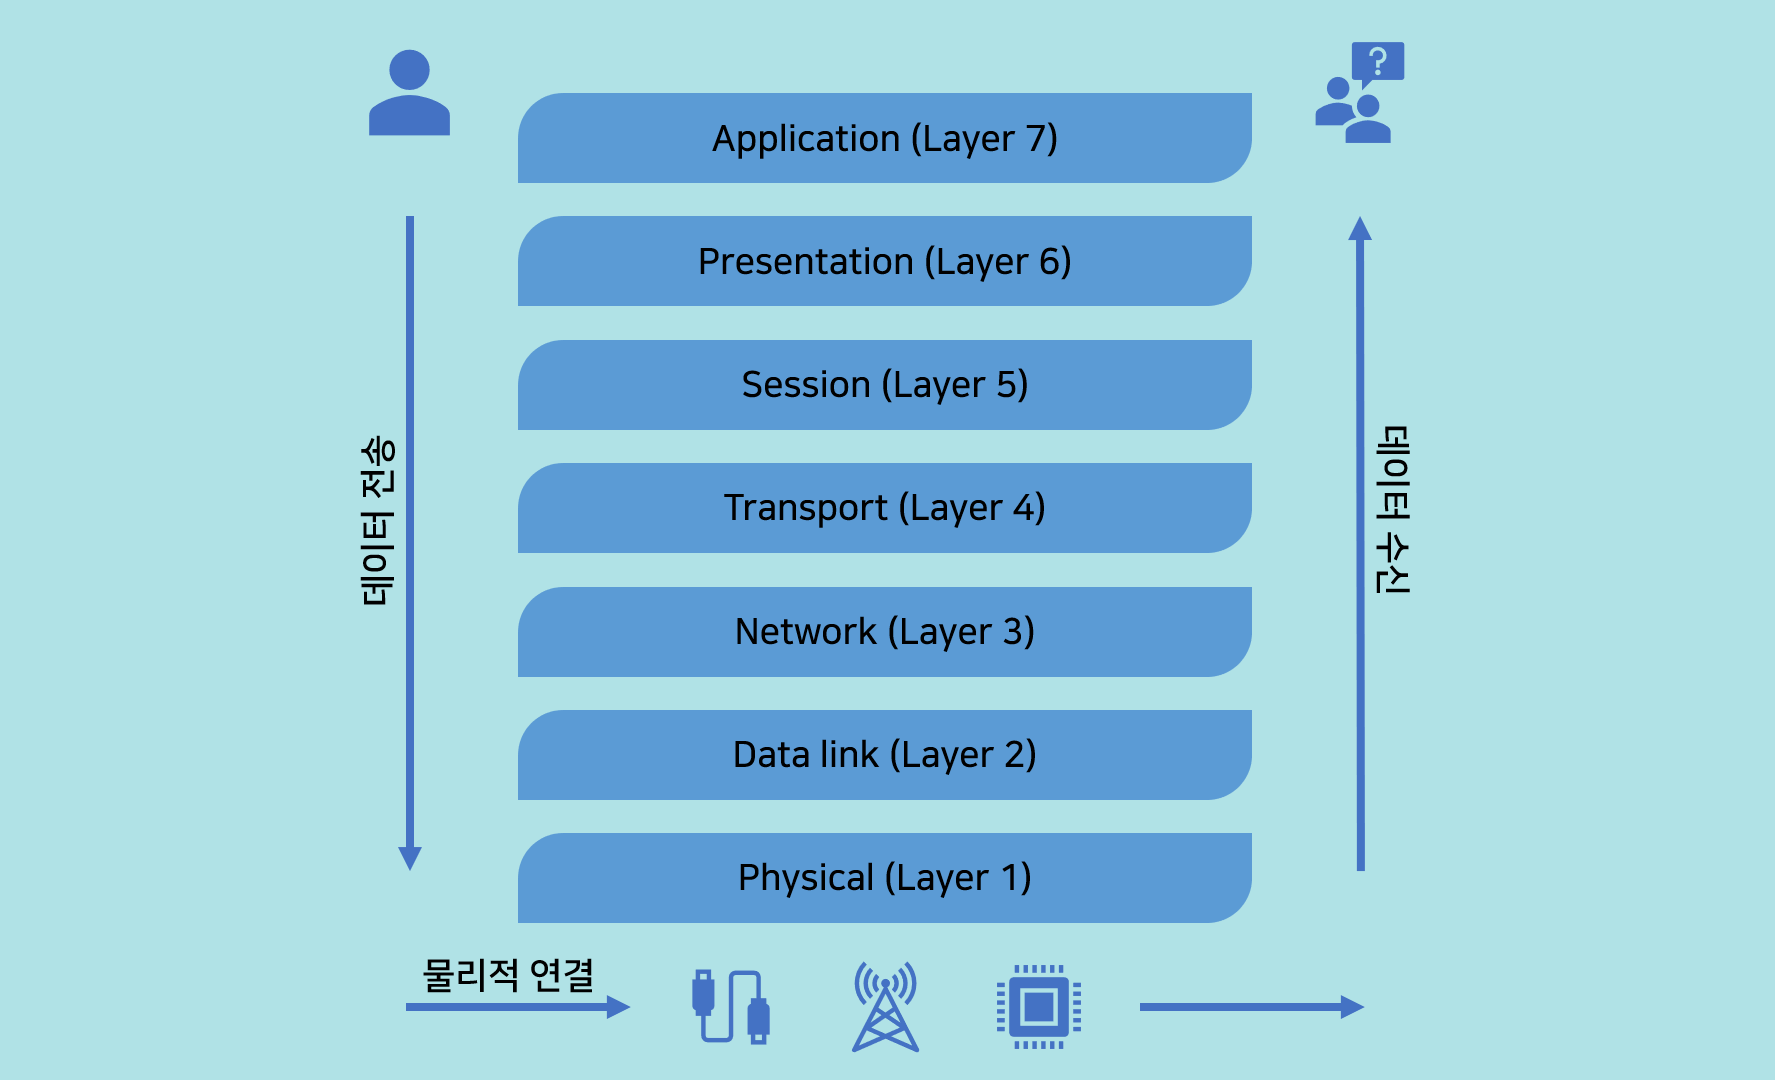 ?
Application (Layer 7)
Presentation (Layer 6)
Session (Layer 5)
Transport (Layer 4)
Network (Layer 3)
Data link (Layer 2)
Physical (Layer 1)
데이터 전송
데이터 수신
물리적 연결